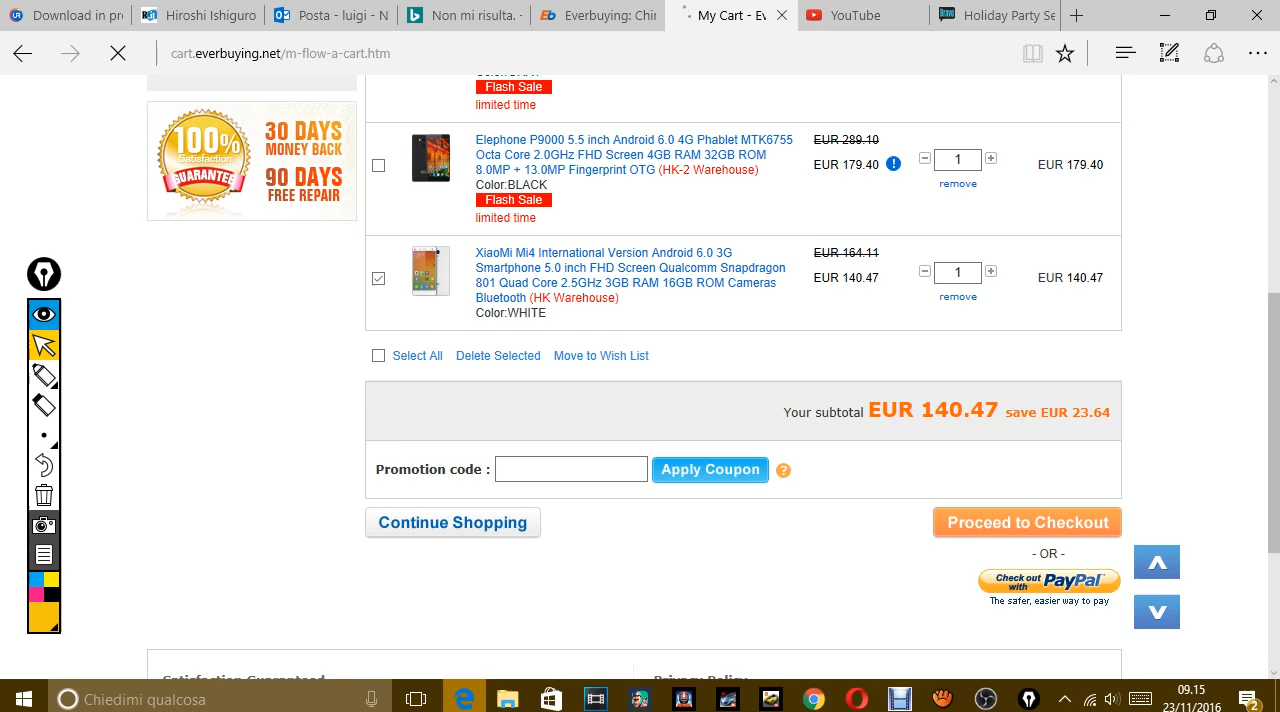 Download in pr
Hiroshi Ishiguro
Posta - luigi - N
Non mi risulta. -
Everbuying: Chin
My Cart - Ev
YouTube
Holiday Party Se
cart.everbuying.net/m-flow-a-cart.htm
Flash Sale
limited time
100%
Satisfaction
GUARANTEE
30 DAYS
MONEY BACK
90 DAYS
FREE REPAIR
Elephone P9000 5.5 inch Android 6.0 4G Phablet MTK6755
Octa Core 2.0GHz FHD Screen 4GB RAM 32GB ROM
8.0MP + 13.0MP Fingerprint OTG (HK-2 Warehouse)
Color:BLACK
Flash Sale
limited time
EUR 289.10
EUR 179.40
1
remove
EUR 179.40
XiaoMi Mi4 International Version Android 6.0 3G
Smartphone 5.0 inch FHD Screen Qualcomm Snapdragon
801 Quad Core 2.5GHz 3GB RAM 16GB ROM Cameras
Bluetooth (HK Warehouse)
Color:WHITE
EUR 164.11
EUR 140.47
1
remove
EUR 140.47
Select All Delete Selected Move to Wish List
Your subtotal EUR 140.47 save EUR 23.64
Promotion code : Apply Coupon ?
Continue Shopping
Proceed to Checkout
- OR -
Check out with PayPal
The safer, easier way to pay
Satisfaction Guaranteed
Privacy Policy
Chiedimi qualcosa
09.15
23/11/2016
2